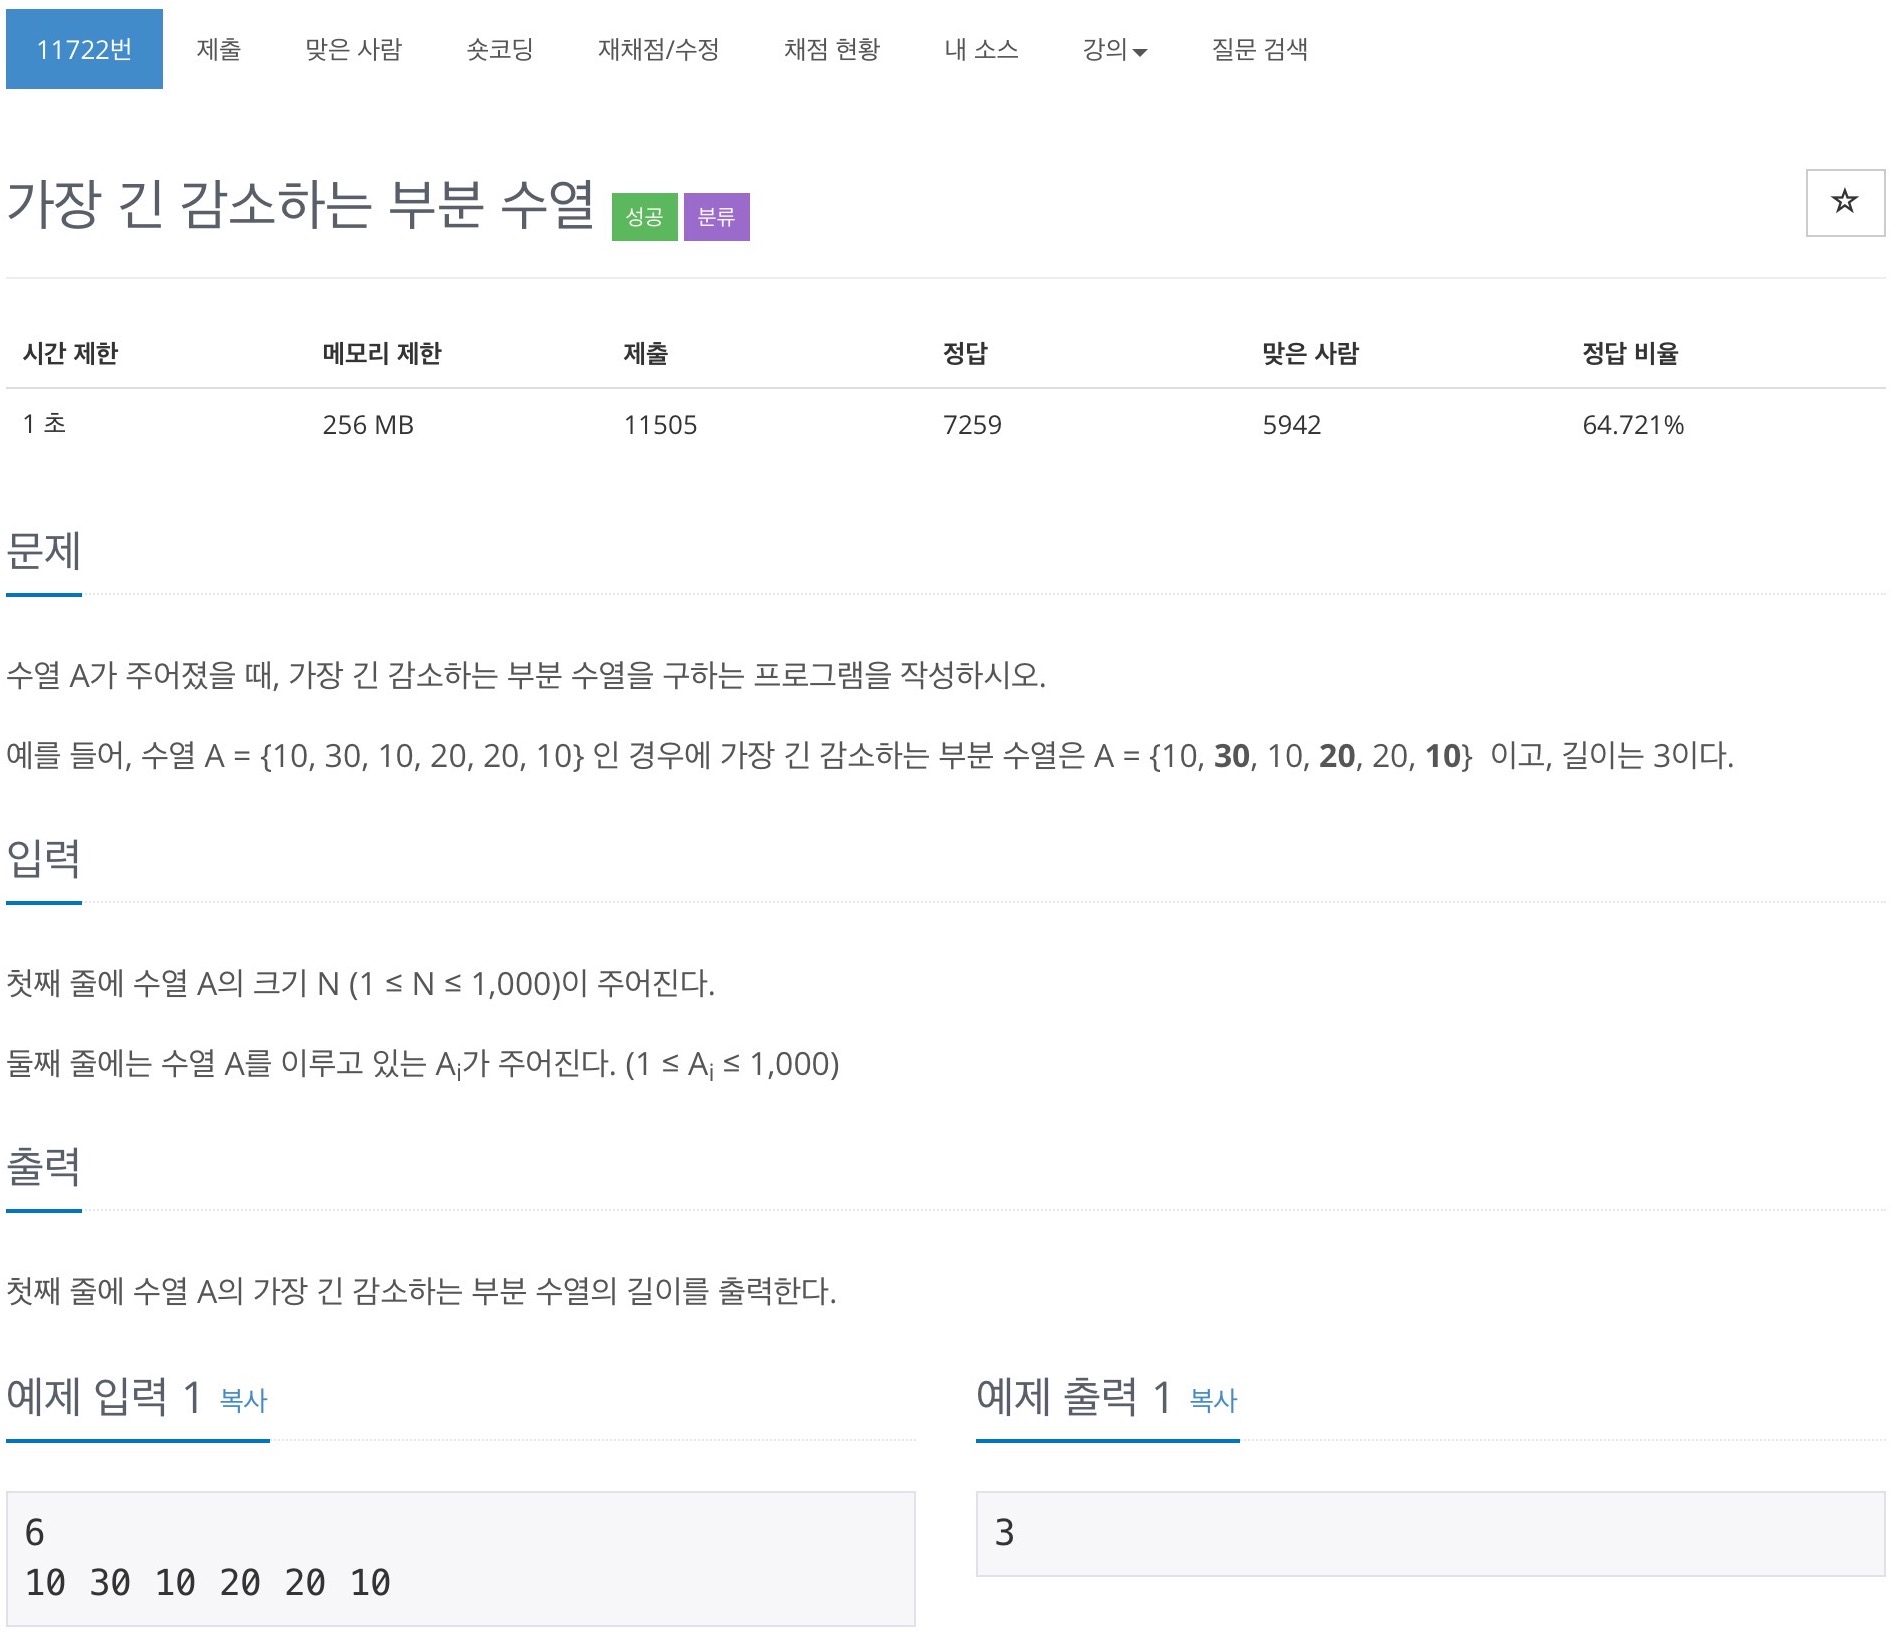 11722번 제출 맞은 사람 숏코딩 재채점/수정 채점 현황 내 소스 강의 질문 검색
가장 긴 감소하는 부분 수열 성공 분류
시간 제한 메모리 제한 제출 정답 맞은 사람 정답 비율
1 초 256 MB 11505 7259 5942 64.721%
문제
수열 A가 주어졌을 때, 가장 긴 감소하는 부분 수열을 구하는 프로그램을 작성하시오.
예를 들어, 수열 A = {10, 30, 10, 20, 20, 10} 인 경우에 가장 긴 감소하는 부분 수열은 A = {10, 30, 10, 20, 20, 10} 이고, 길이는 3이다.
입력
첫째 줄에 수열 A의 크기 N (1 ≤ N ≤ 1,000)이 주어진다.
둘째 줄에는 수열 A를 이루고 있는 Ai가 주어진다. (1 ≤ Ai ≤ 1,000)
출력
첫째 줄에 수열 A의 가장 긴 감소하는 부분 수열의 길이를 출력한다.
예제 입력 1 복사
6
10 30 10 20 20 10
예제 출력 1 복사
3